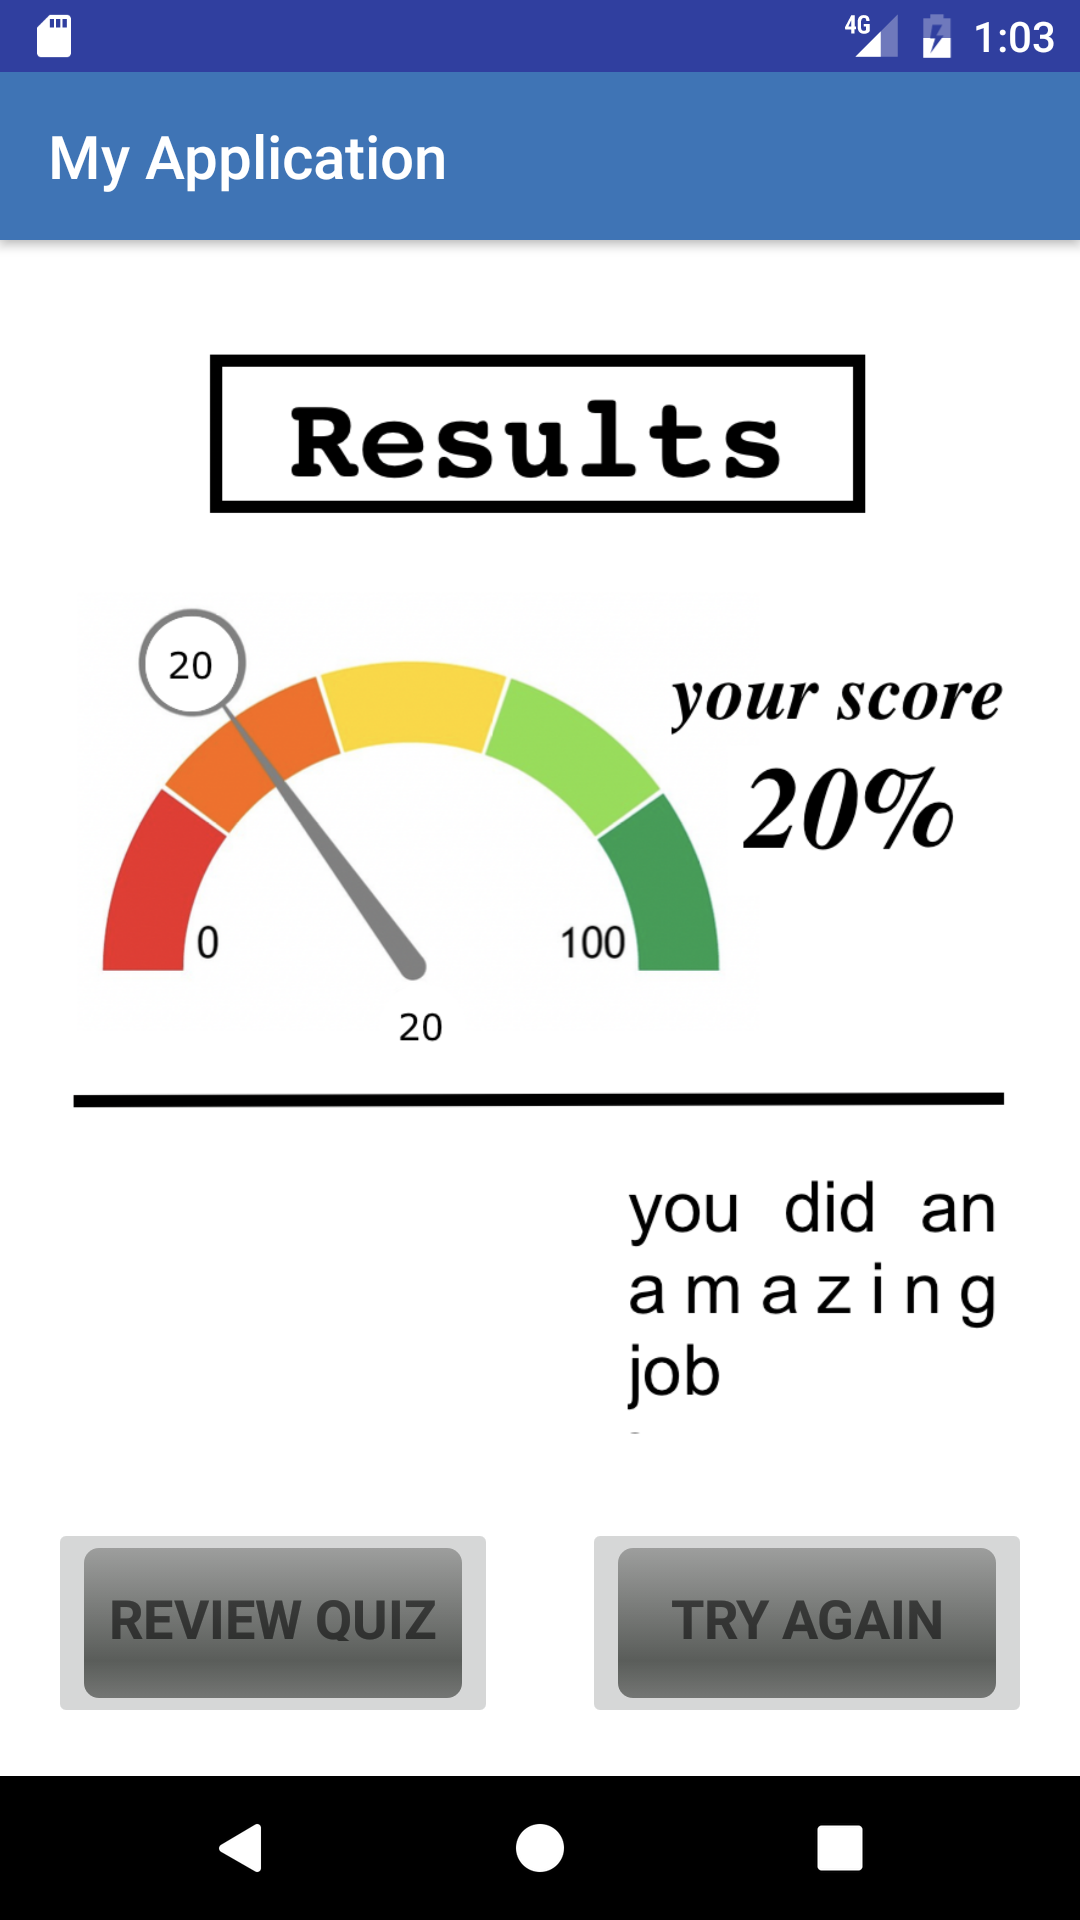 4G 1:03
My Application
Results
20
your score
20%
0 100
20
you did an
amazing
job
REVIEW QUIZ TRY AGAIN